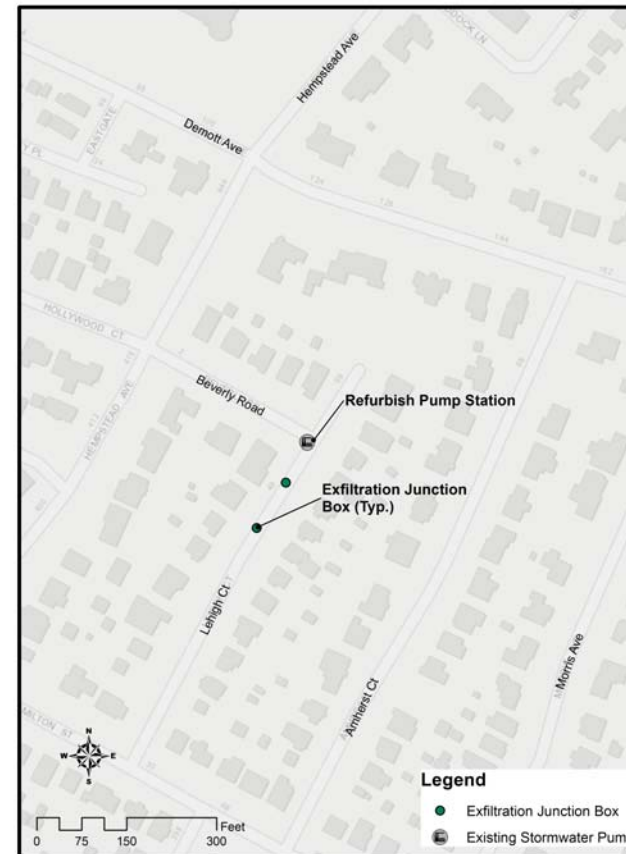 Hempstead Ave
Demott Ave
EASTGATE
HOLLYWOOD CT
HEMPSTEAD AVE
Beverly Road
Refurbish Pump Station
Exfiltration Junction
Box (Typ.)
Lehigh Ct
Amherst Ct
Morris Ave
N
W
E
S
Feet
0
75
150
300
Legend
Exfiltration Junction Box
Existing Stormwater Pum